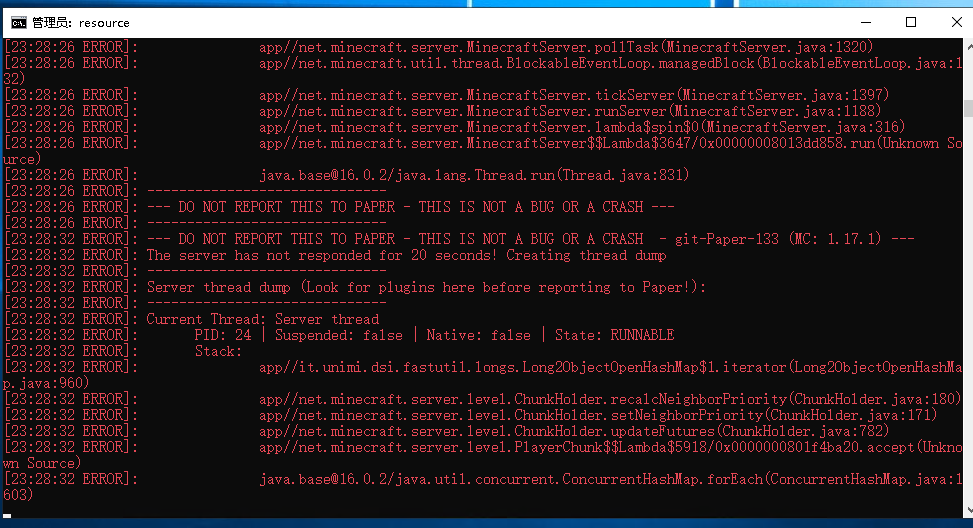 管理员: resource
[23:28:26 ERROR]: app//net.minecraft.server.MinecraftServer.pollTask(MinecraftServer.java:1320)
[23:28:26 ERROR]: app//net.minecraft.util.thread.BlockableEventLoop.managedBlock(BlockableEventLoop.java:1
32)
[23:28:26 ERROR]: app//net.minecraft.server.MinecraftServer.tickServer(MinecraftServer.java:1397)
[23:28:26 ERROR]: app//net.minecraft.server.MinecraftServer.runServer(MinecraftServer.java:1188)
[23:28:26 ERROR]: app//net.minecraft.server.MinecraftServer.lambda$spin$0(MinecraftServer.java:316)
[23:28:26 ERROR]: app//net.minecraft.server.MinecraftServer$$Lambda$3647/0x00000008013dd858.run(Unknown So
urce)
[23:28:26 ERROR]: java.base@16.0.2/java.lang.Thread.run(Thread.java:831)
[23:28:26 ERROR]: ------------------------------
[23:28:26 ERROR]: --- DO NOT REPORT THIS TO PAPER - THIS IS NOT A BUG OR A CRASH ---
[23:28:26 ERROR]: ------------------------------
[23:28:32 ERROR]: --- DO NOT REPORT THIS TO PAPER - THIS IS NOT A BUG OR A CRASH  - git-Paper-133 (MC: 1.17.1) ---
[23:28:32 ERROR]: The server has not responded for 20 seconds! Creating thread dump
[23:28:32 ERROR]: ------------------------------
[23:28:32 ERROR]: Server thread dump (Look for plugins here before reporting to Paper!):
[23:28:32 ERROR]: ------------------------------
[23:28:32 ERROR]: Current Thread: Server thread
[23:28:32 ERROR]: PID: 24 | Suspended: false | Native: false | State: RUNNABLE
[23:28:32 ERROR]: Stack:
[23:28:32 ERROR]: app//it.unimi.dsi.fastutil.longs.Long2ObjectOpenHashMap$1.iterator(Long2ObjectOpenHashMa
p.java:960)
[23:28:32 ERROR]: app//net.minecraft.server.level.ChunkHolder.recalcNeighborPriority(ChunkHolder.java:180)
[23:28:32 ERROR]: app//net.minecraft.server.level.ChunkHolder.setNeighborPriority(ChunkHolder.java:171)
[23:28:32 ERROR]: app//net.minecraft.server.level.ChunkHolder.updateFutures(ChunkHolder.java:782)
[23:28:32 ERROR]: app//net.minecraft.server.level.PlayerChunk$$Lambda$5918/0x0000000801f4ba20.accept(Unkno
wn Source)
[23:28:32 ERROR]: java.base@16.0.2/java.util.concurrent.ConcurrentHashMap.forEach(ConcurrentHashMap.java:1
603)